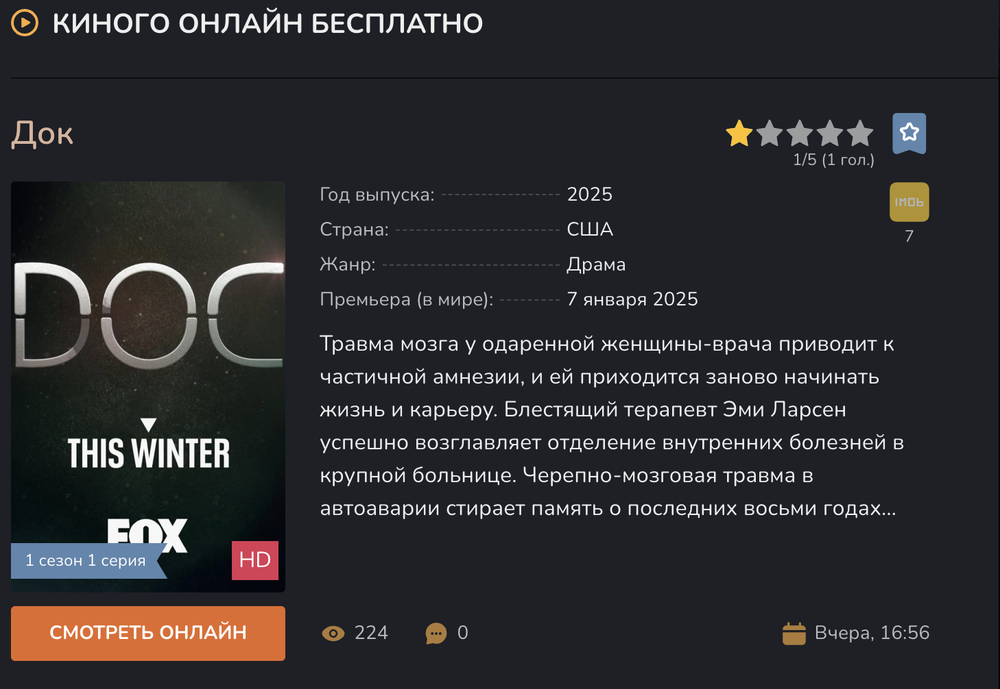 КИНОГО ОНЛАЙН БЕСПЛАТНО
Док
1/5 (1 гол.)
DOC
THIS WINTER
FOX
1 сезон 1 серия
HD
СМОТРЕТЬ ОНЛАЙН
Год выпуска: 2025
Страна: США
Жанр: Драма
Премьера (в мире): 7 января 2025
IMDb
7
Травма мозга у одаренной женщины-врача приводит к
частичной амнезии, и ей приходится заново начинать
жизнь и карьеру. Блестящий терапевт Эми Ларсен
успешно возглавляет отделение внутренних болезней в
крупной больнице. Черепно-мозговая травма в
автоаварии стирает память о последних восьми годах...
224
0
Вчера, 16:56